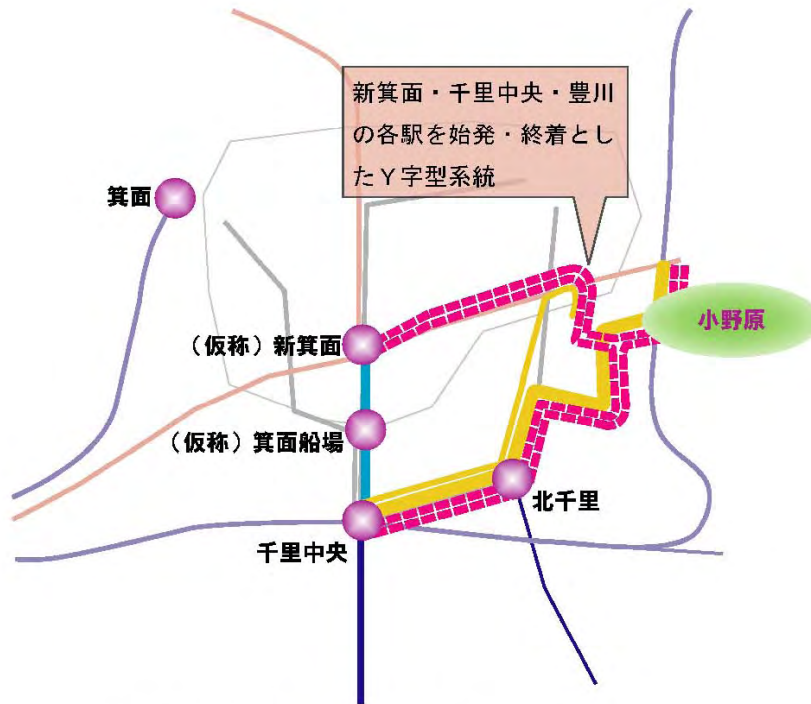 新箕面・千里中央・豊川
の各駅を始発・終着とし
たＹ字型系統
箕面
小野原
（仮称）新箕面
（仮称）箕面船場
北千里
千里中央